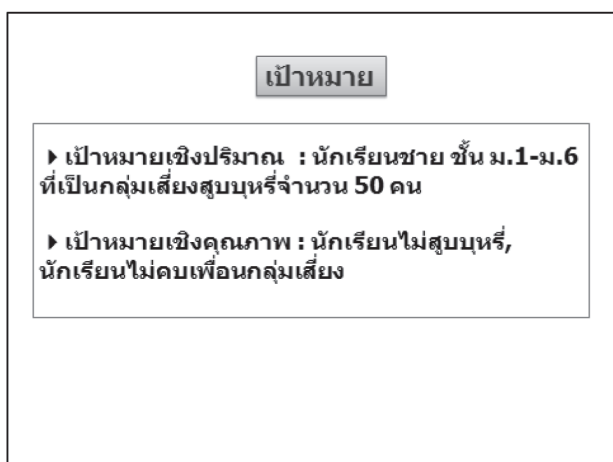 เป้าหมาย
เป้าหมายเชิงปริมาณ : นักเรียนชาย ชั้น ม.1-ม.6
ที่เป็นกลุ่มเสี่ยงสูบบุหรี่จำนวน 50 คน
เป้าหมายเชิงคุณภาพ : นักเรียนไม่สูบบุหรี่,
นักเรียนไม่คบเพื่อนกลุ่มเสี่ยง